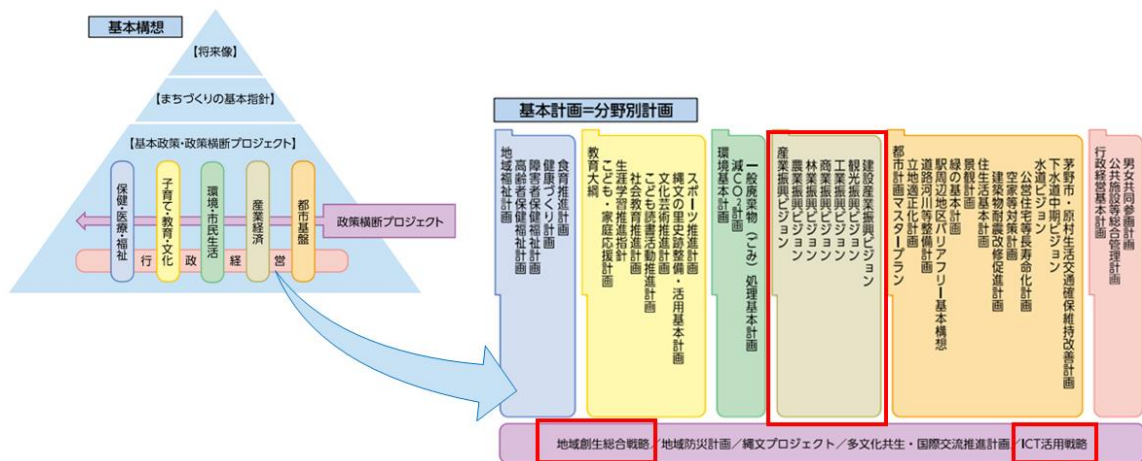 基本構想
【将来像】
【まちづくりの基本指針】
【基本政策・政策横断プロジェクト】
保健・医療・福祉
子育て・教育・文化
環境・市民生活
産業経済
都市基盤
政策横断プロジェクト
行政経営
基本計画=分野別計画
食育推進計画
健康づくり計画
障害者保健福祉計画
高齢者保健福祉計画
地域福祉計画
スポーツ推進計画
縄文の里史跡整備・活用基本計画
文化芸術推進計画
こども読書活動推進計画
社会教育推進計画
生涯学習推進指針
こども・家庭応援計画
教育大綱
一般廃棄物(ごみ)処理基本計画
減CO₂計画
環境基本計画
建設産業振興ビジョン
観光振興ビジョン
工業振興ビジョン
商業振興ビジョン
林業振興ビジョン
農業振興ビジョン
産業振興ビジョン
茅野市・原村生活交通確保維持改善計画
下水道中期ビジョン
水道ビジョン
空家等対策計画
公営住宅等長寿命化計画
建築物耐震改修促進計画
住生活基本計画
景観計画
緑の基本計画
駅周辺地区バリアフリー基本構想
道路河川等整備計画
立地適正化計画
都市計画マスタープラン
男女共同参画計画
公共施設等総合管理計画
行政経営基本計画
地域創生総合戦略/地域防災計画/縄文プロジェクト/多文化共生・国際交流推進計画/ICT活用戦略